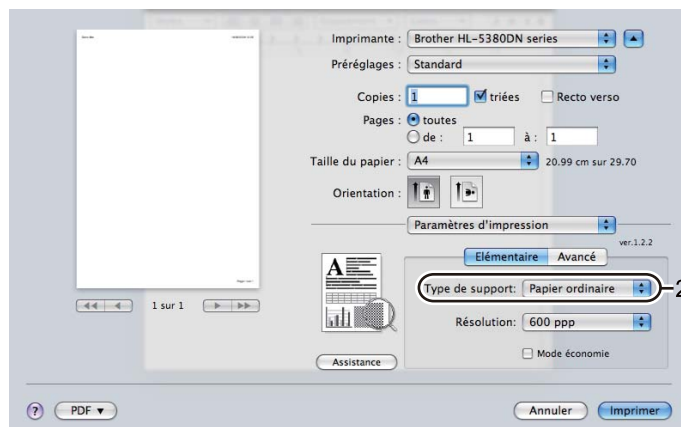 Imprimante : Brother HL-5380DN series
Préréglages : Standard
Copies : 1 triées Recto verso
Pages : toutes
de : 1 à : 1
Taille du papier : A4 20.99 cm sur 29.70
Orientation :
Paramètres d'impression
ver.1.2.2
Elémentaire Avancé
A
Type de support: Papier ordinaire 2
1 sur 1
Résolution: 600 ppp
Mode économie
Assistance
? PDF Annuler Imprimer